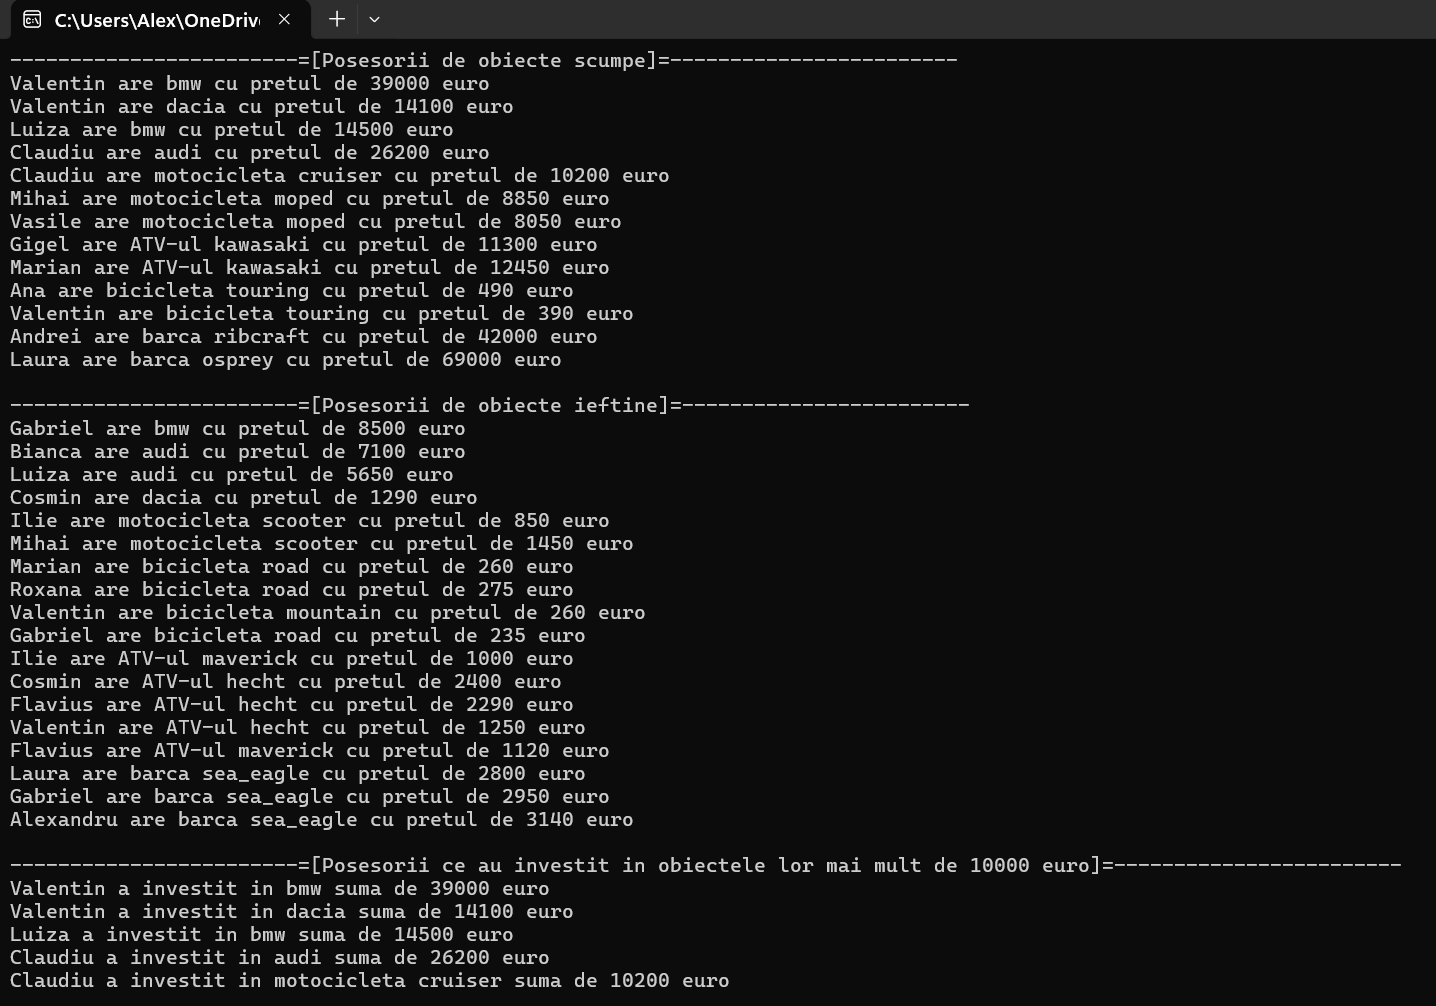 C:\Users\Alex\OneDriv
------------------------=[Posesorii de obiecte scumpe]=------------------------
Valentin are bmw cu pretul de 39000 euro
Valentin are dacia cu pretul de 14100 euro
Luiza are bmw cu pretul de 14500 euro
Claudiu are audi cu pretul de 26200 euro
Claudiu are motocicleta cruiser cu pretul de 10200 euro
Mihai are motocicleta moped cu pretul de 8850 euro
Vasile are motocicleta moped cu pretul de 8050 euro
Gigel are ATV-ul kawasaki cu pretul de 11300 euro
Marian are ATV-ul kawasaki cu pretul de 12450 euro
Ana are bicicleta touring cu pretul de 490 euro
Valentin are bicicleta touring cu pretul de 390 euro
Andrei are barca ribcraft cu pretul de 42000 euro
Laura are barca osprey cu pretul de 69000 euro
------------------------=[Posesorii de obiecte ieftine]=------------------------
Gabriel are bmw cu pretul de 8500 euro
Bianca are audi cu pretul de 7100 euro
Luiza are audi cu pretul de 5650 euro
Cosmin are dacia cu pretul de 1290 euro
Ilie are motocicleta scooter cu pretul de 850 euro
Mihai are motocicleta scooter cu pretul de 1450 euro
Marian are bicicleta road cu pretul de 260 euro
Roxana are bicicleta road cu pretul de 275 euro
Valentin are bicicleta mountain cu pretul de 260 euro
Gabriel are bicicleta road cu pretul de 235 euro
Ilie are ATV-ul maverick cu pretul de 1000 euro
Cosmin are ATV-ul hecht cu pretul de 2400 euro
Flavius are ATV-ul hecht cu pretul de 2290 euro
Valentin are ATV-ul hecht cu pretul de 1250 euro
Flavius are ATV-ul maverick cu pretul de 1120 euro
Laura are barca sea_eagle cu pretul de 2800 euro
Gabriel are barca sea_eagle cu pretul de 2950 euro
Alexandru are barca sea_eagle cu pretul de 3140 euro
------------------------=[Posesorii ce au investit in obiectele lor mai mult de 10000 euro]=------------------------
Valentin a investit in bmw suma de 39000 euro
Valentin a investit in dacia suma de 14100 euro
Luiza a investit in bmw suma de 14500 euro
Claudiu a investit in audi suma de 26200 euro
Claudiu a investit in motocicleta cruiser suma de 10200 euro